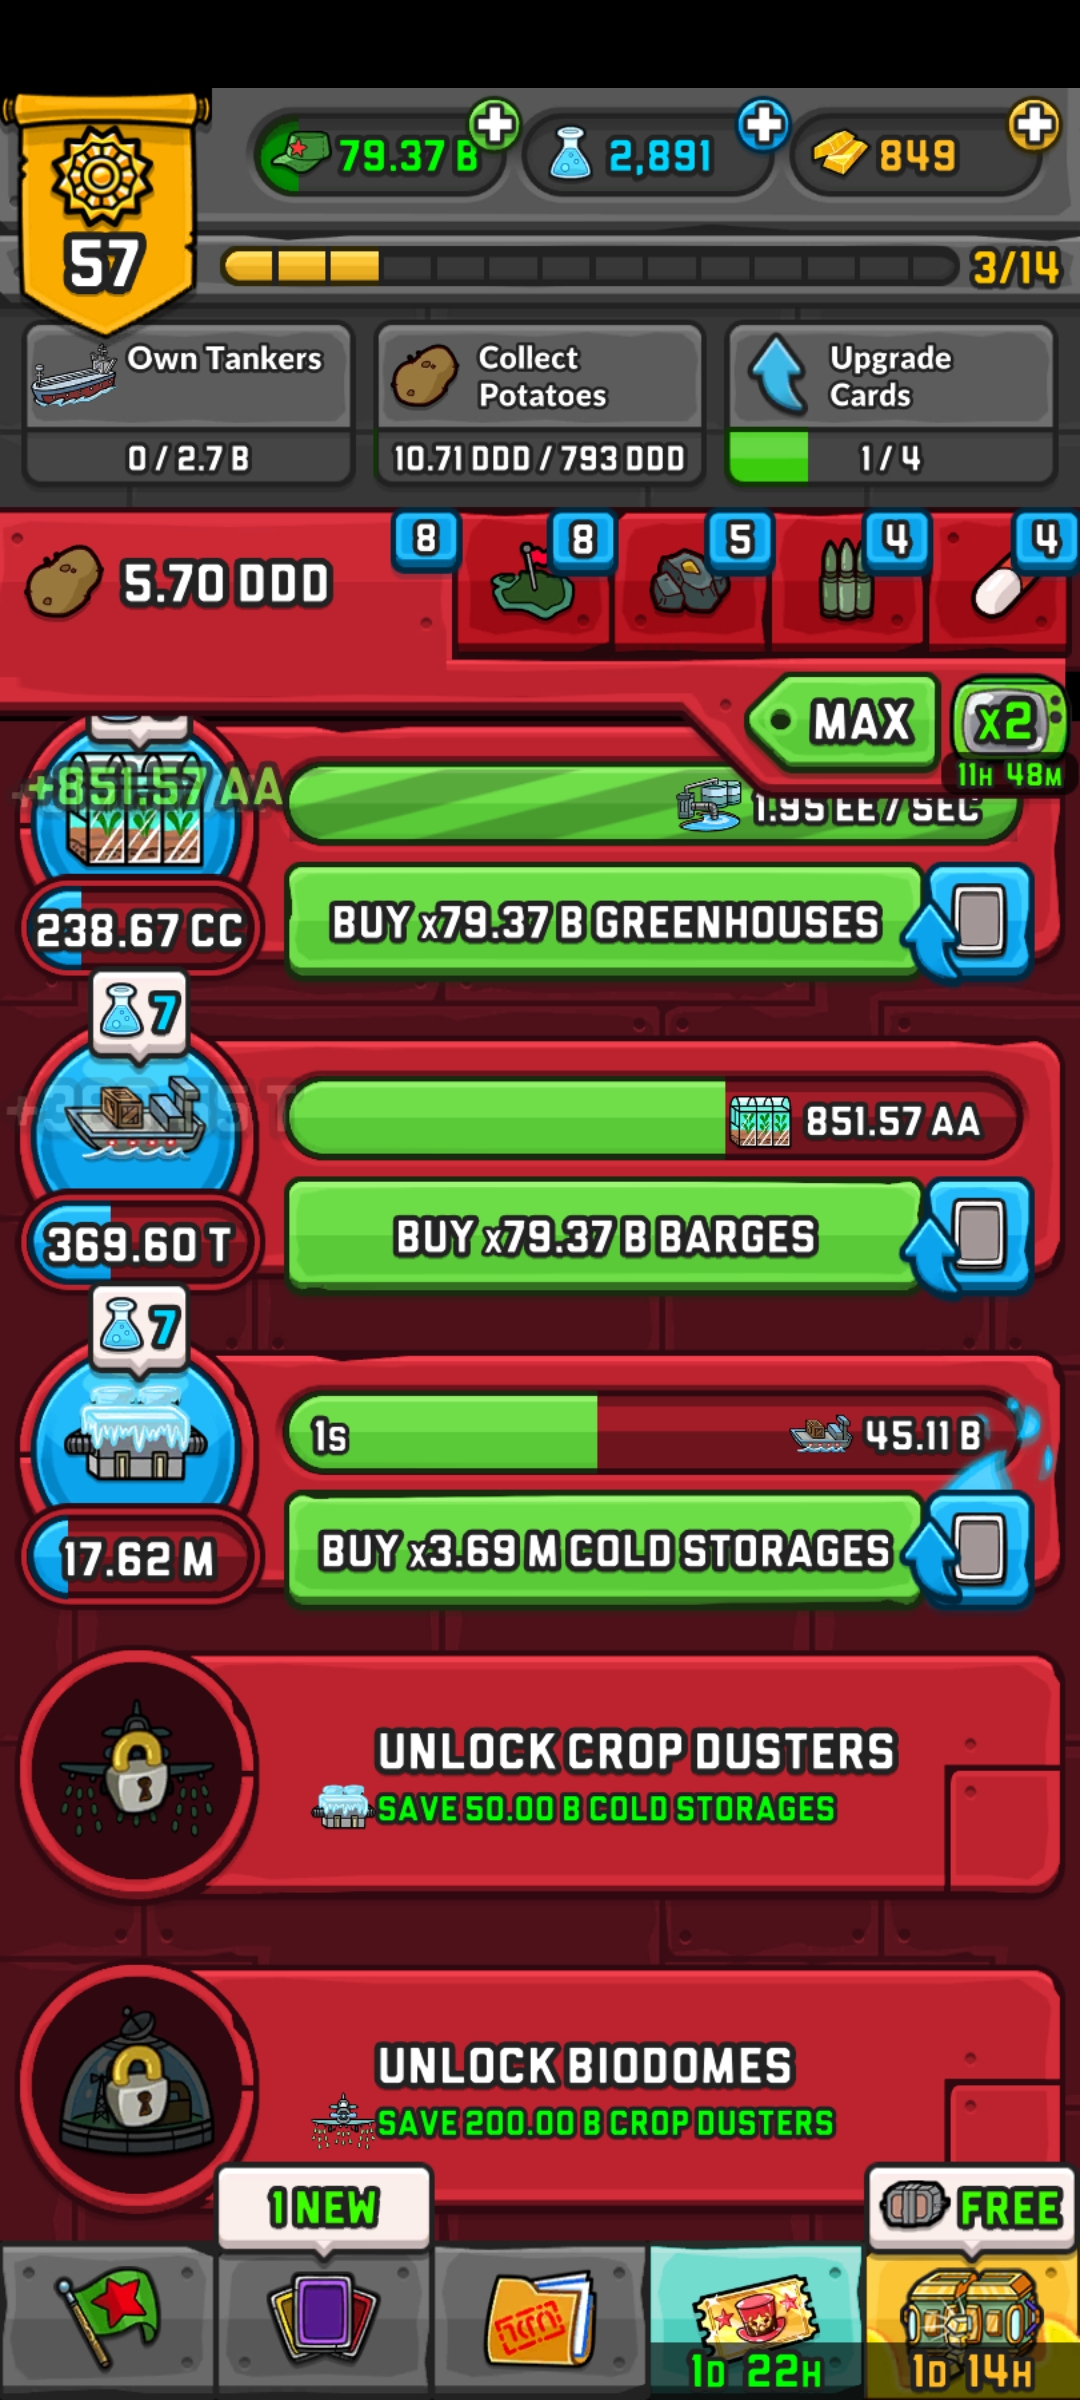 79.37 B
2,891
849
57
3/14
Own Tankers
0 / 2.7 B
Collect
Potatoes
10.71 DDD / 793 DDD
Upgrade
Cards
1 / 4
5.70 DDD
8
8
5
4
4
MAX
x2
11H 48M
+851.57 AA
1.95 EE / SEC
238.67 CC
BUY x79.37 B GREENHOUSES
7
851.57 AA
369.60 T
BUY x79.37 B BARGES
7
1s
45.11 B
17.62 M
BUY x3.69 M COLD STORAGES
UNLOCK CROP DUSTERS
SAVE 50.00 B COLD STORAGES
UNLOCK BIODOMES
SAVE 200.00 B CROP DUSTERS
1 NEW
FREE
1D 22H
1D 14H